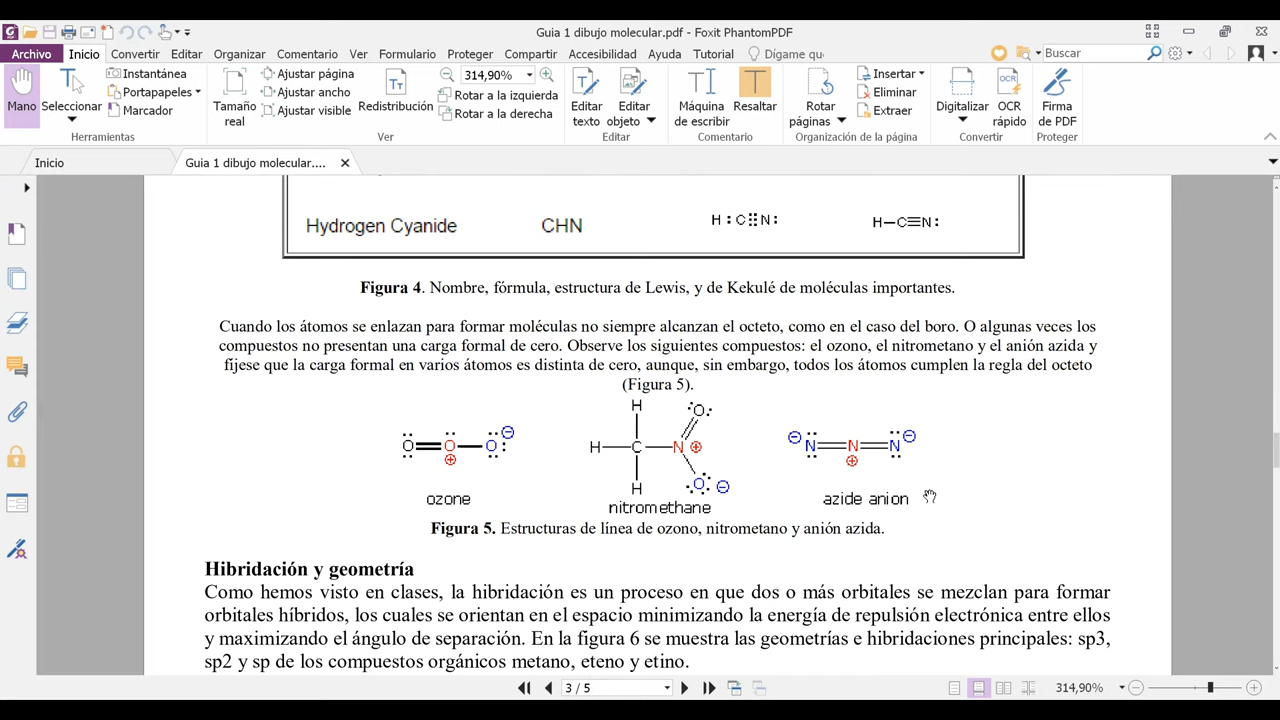 Guia 1 dibujo molecular.pdf - Foxit PhantomPDF
Archivo Inicio Convertir Editar Organizar Comentario Ver Formulario Proteger Compartir Accesibilidad Ayuda Tutorial Dígame qu Buscar
Mano
Seleccionar
Instantánea
Portapapeles
Marcador
Herramientas
Tamaño real
Ajustar página
Ajustar ancho
Ajustar visible
Redistribución
314,90%
Rotar a la izquierda
Rotar a la derecha
Ver
Editar texto
Editar objeto
Editar
Máquina de escribir
Resaltar
Comentario
Rotar páginas
Insertar
Eliminar
Extraer
Organización de la página
Digitalizar
OCR rápido
Convertir
Firma de PDF
Proteger
Inicio
Guia 1 dibujo molecular....
Hydrogen Cyanide CHN H:C⫶⫶N: H—C≡N:
Figura 4. Nombre, fórmula, estructura de Lewis, y de Kekulé de moléculas importantes.
Cuando los átomos se enlazan para formar moléculas no siempre alcanzan el octeto, como en el caso del boro. O algunas veces los
compuestos no presentan una carga formal de cero. Observe los siguientes compuestos: el ozono, el nitrometano y el anión azida y
fíjese que la carga formal en varios átomos es distinta de cero, aunque, sin embargo, todos los átomos cumplen la regla del octeto
(Figura 5).
O O O
H H C H N O O
N N N
ozone
nitromethane
azide anion
Figura 5. Estructuras de línea de ozono, nitrometano y anión azida.
Hibridación y geometría
Como hemos visto en clases, la hibridación es un proceso en que dos o más orbitales se mezclan para formar
orbitales híbridos, los cuales se orientan en el espacio minimizando la energía de repulsión electrónica entre ellos
y maximizando el ángulo de separación. En la figura 6 se muestra las geometrías e hibridaciones principales: sp3,
sp2 y sp de los compuestos orgánicos metano, eteno y etino.
3 / 5
314,90%